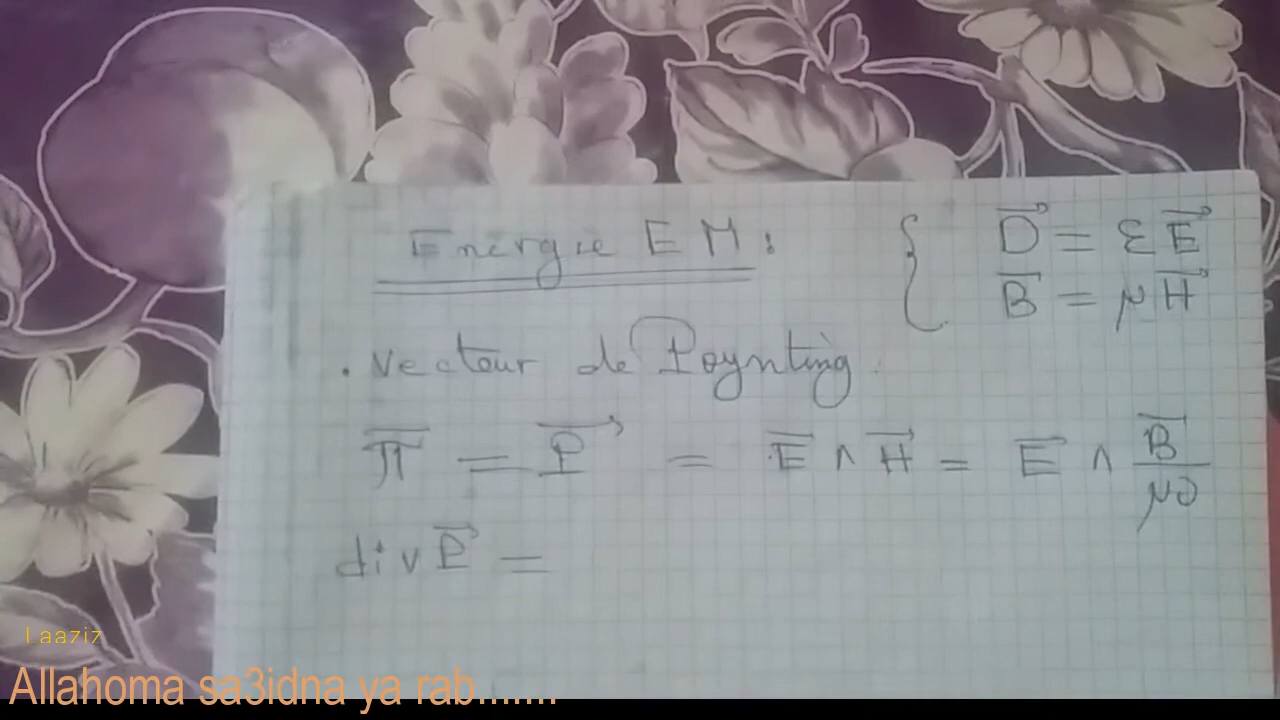 Energie EM :
{ D⃗ = εE⃗
B⃗ = μH⃗
. Vecteur de Poynting.
π⃗ = P⃗ = E⃗ ∧ H⃗ = E⃗ ∧ B⃗/μ0
div P⃗ =
Laaziz
Allahoma sa3idna ya rab.......